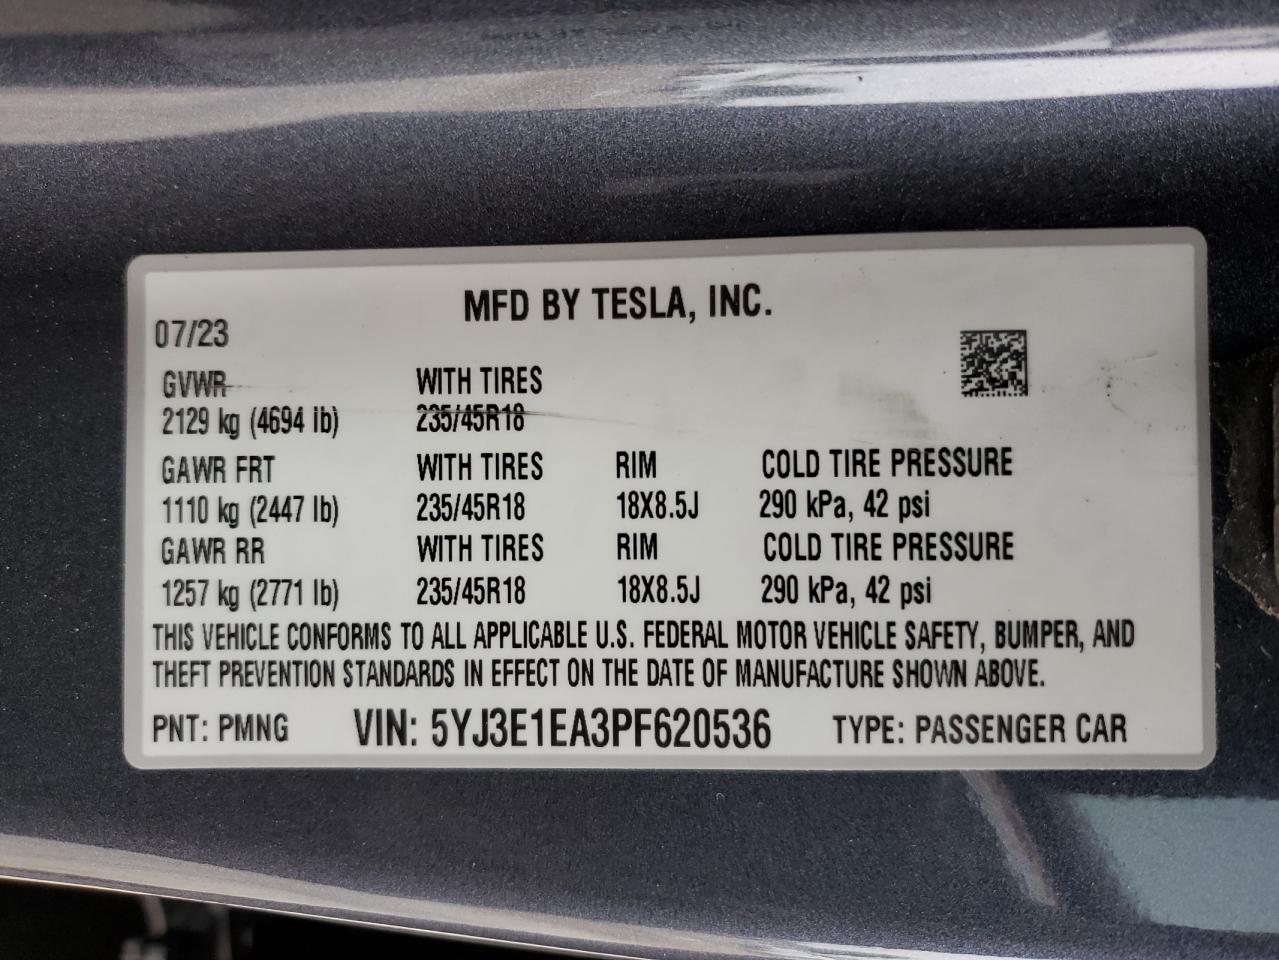 MFD BY TESLA, INC.
07/23
GVWR WITH TIRES
2129 kg (4694 lb) 235/45R18
GAWR FRT WITH TIRES RIM COLD TIRE PRESSURE
1110 kg (2447 lb) 235/45R18 18X8.5J 290 kPa, 42 psi
GAWR RR WITH TIRES RIM COLD TIRE PRESSURE
1257 kg (2771 lb) 235/45R18 18X8.5J 290 kPa, 42 psi
THIS VEHICLE CONFORMS TO ALL APPLICABLE U.S. FEDERAL MOTOR VEHICLE SAFETY, BUMPER, AND
THEFT PREVENTION STANDARDS IN EFFECT ON THE DATE OF MANUFACTURE SHOWN ABOVE.
PNT: PMNG VIN: 5YJ3E1EA3PF620536 TYPE: PASSENGER CAR